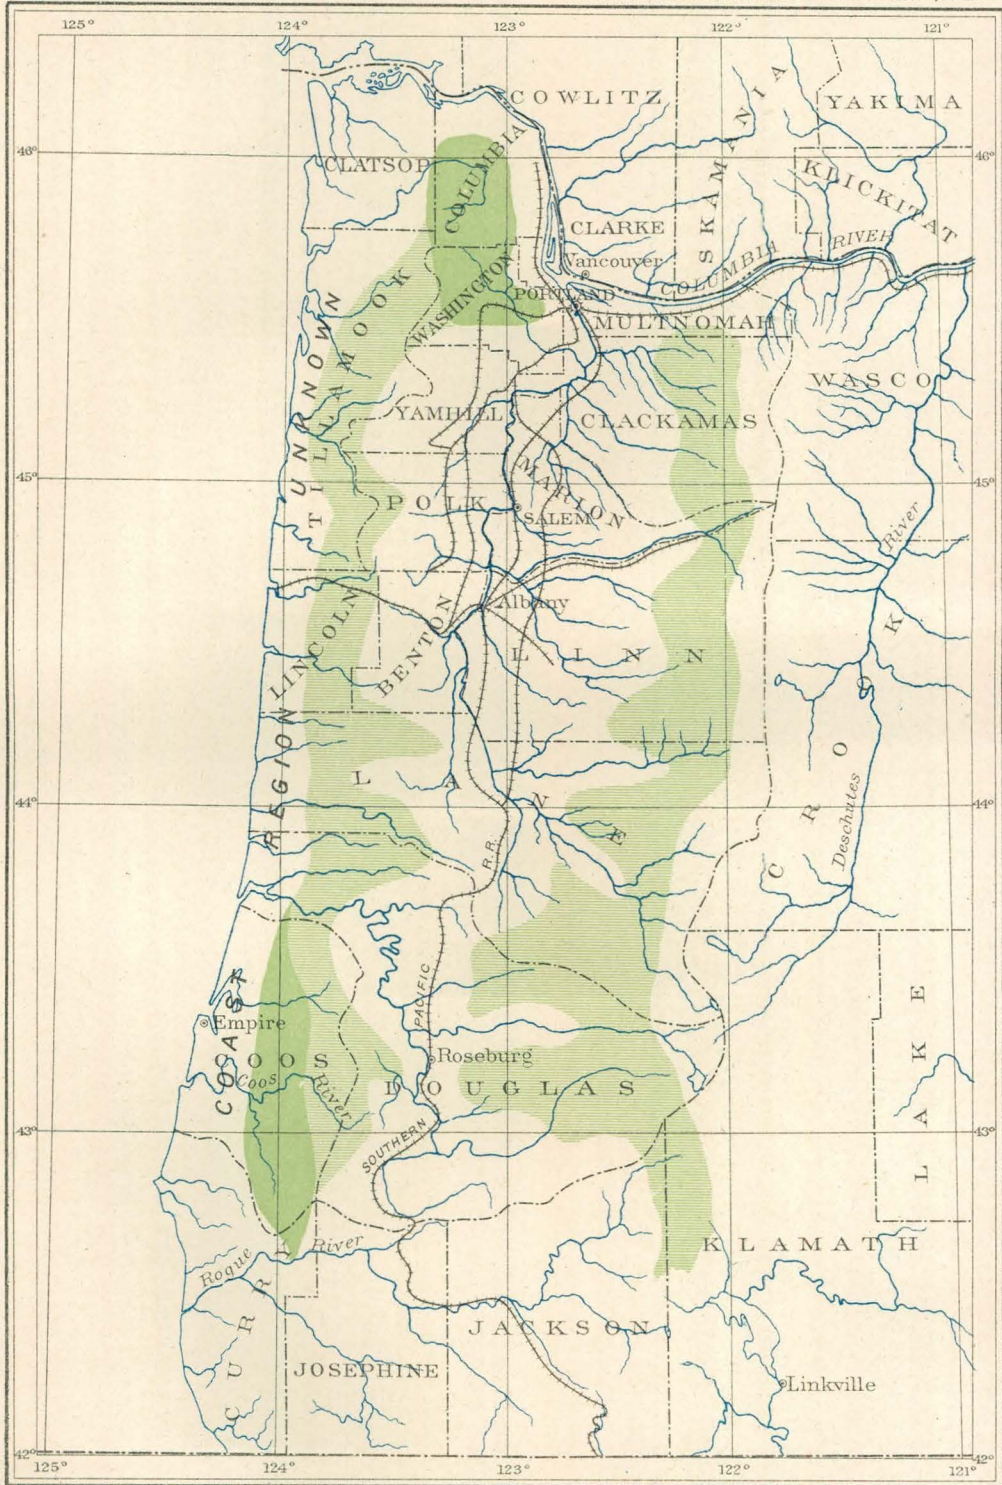 125° 124° 123° 122° 121°
COWLITZ
SKAMANIA
YAKIMA
46° 46°
CLATSOP
COLUMBIA
KLICKITAT
CLARKE
Vancouver
COLUMBIA RIVER
WASHINGTON
PORTLAND
MULTNOMAH
TILLAMOOK
UNKNOWN
WASCO
YAMHILL
CLACKAMAS
45° 45°
POLK
MARION
SALEM
River
Albany
LINCOLN
BENTON
LINN
CROOK
REGION
LANE
44° 44°
Deschutes
R.R.
PACIFIC
COAST
Empire
COOS
Coos
River
Roseburg
DOUGLAS
LAKE
43° 43°
SOUTHERN
Rogue River
KLAMATH
CURRY
JACKSON
JOSEPHINE
Linkville
42° 42°
125° 124° 123° 122° 121°